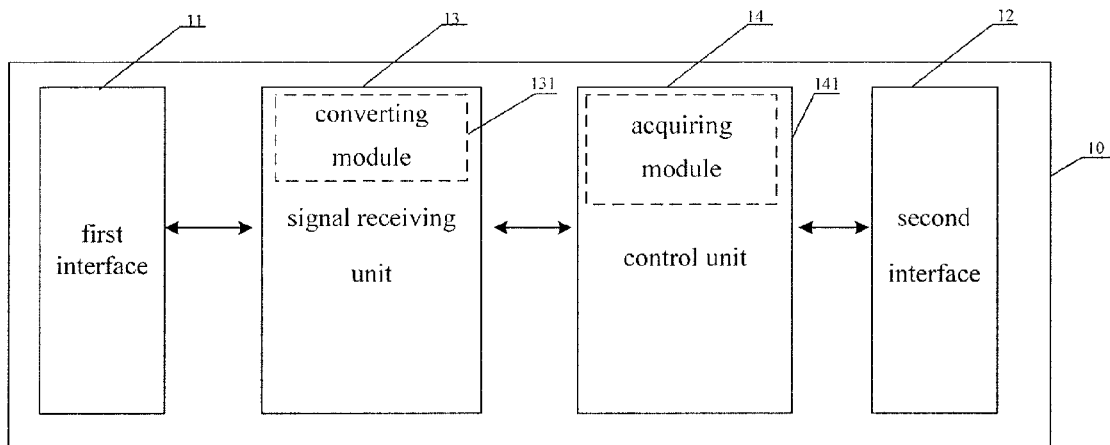 11
13
14
12
131
141
10
converting
module
acquiring
module
first
interface
signal receiving
unit
control unit
second
interface